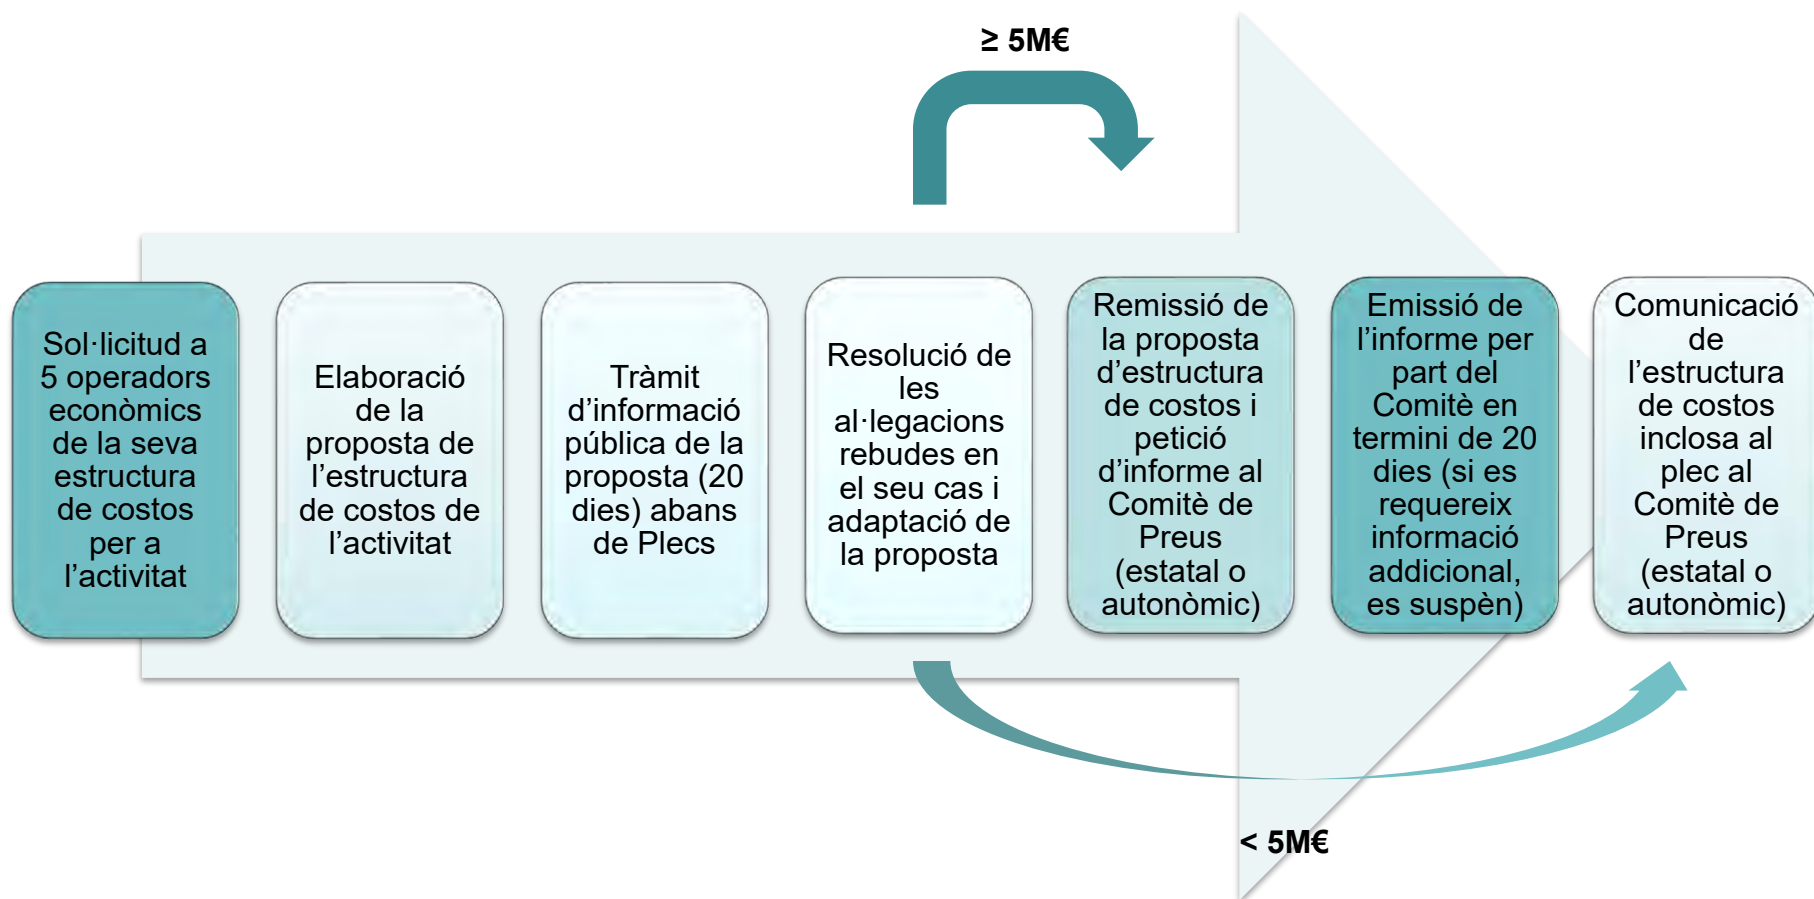 ≥ 5M€
Sol·licitud a
5 operadors
econòmics
de la seva
estructura
de costos
per a
l’activitat
Elaboració
de la
proposta de
l’estructura
de costos de
l’activitat
Tràmit
d’informació
pública de la
proposta (20
dies) abans
de Plecs
Resolució de
les
al·legacions
rebudes en
el seu cas i
adaptació de
la proposta
Remissió de
la proposta
d’estructura
de costos i
petició
d’informe al
Comitè de
Preus
(estatal o
autonòmic)
Emissió de
l’informe per
part del
Comitè en
termini de 20
dies (si es
requereix
informació
addicional,
es suspèn)
Comunicació
de
l’estructura
de costos
inclosa al
plec al
Comitè de
Preus
(estatal o
autonòmic)
< 5M€